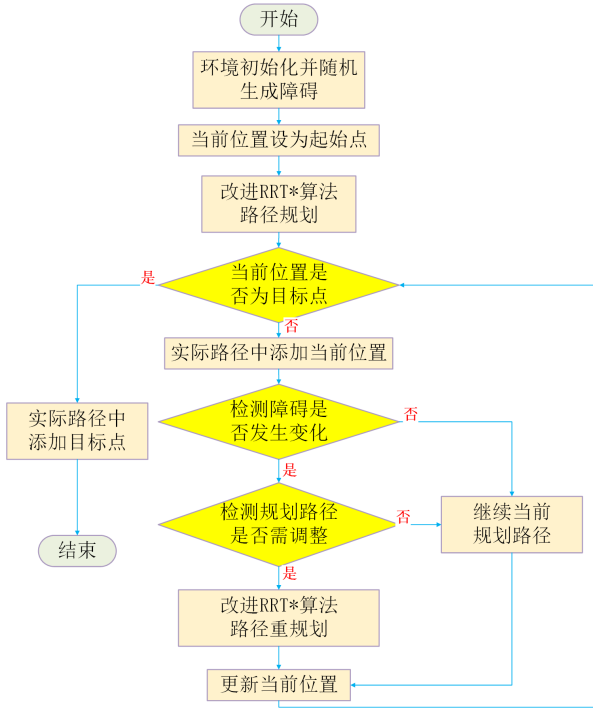 开始
环境初始化并随机
生成障碍
当前位置设为起始点
改进RRT*算法
路径规划
当前位置是
否为目标点
是
否
实际路径中添加当前位置
检测障碍是
否发生变化
否
是
实际路径中
添加目标点
检测规划路径
是否需调整
否
是
继续当前
规划路径
结束
改进RRT*算法
路径重规划
更新当前位置